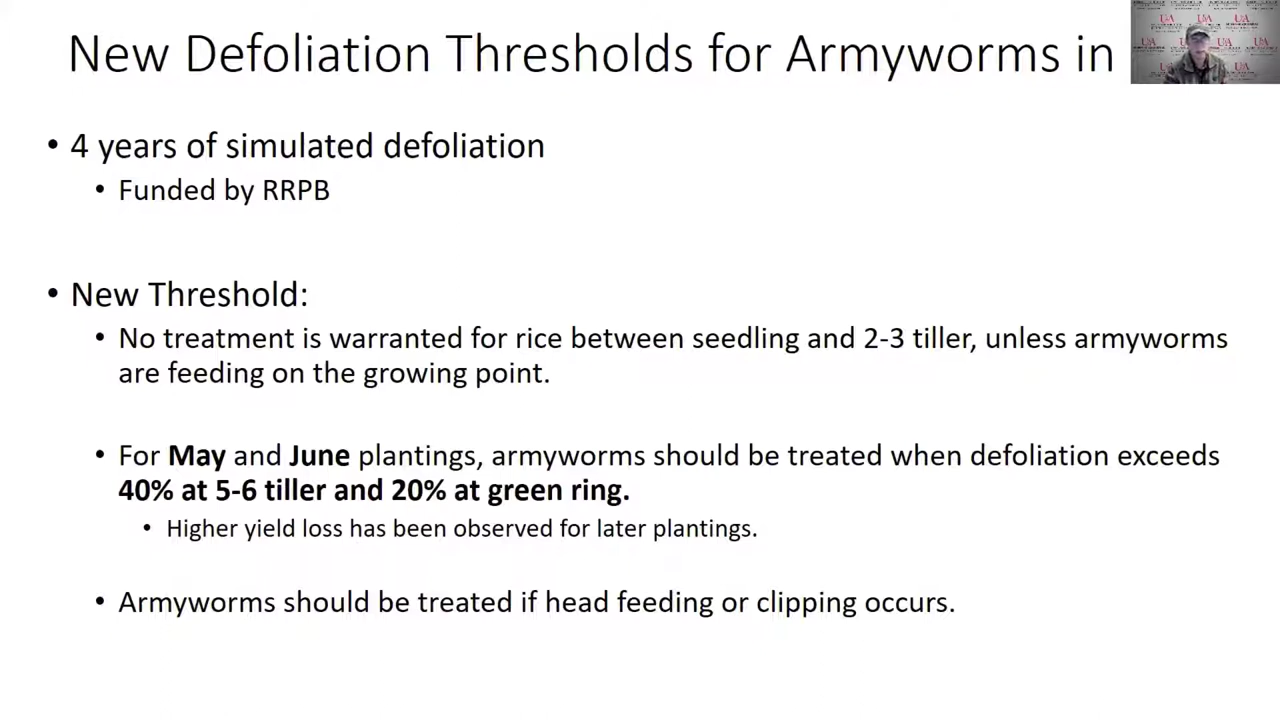 New Defoliation Thresholds for Armyworms in
• 4 years of simulated defoliation
• Funded by RRPB
• New Threshold:
• No treatment is warranted for rice between seedling and 2-3 tiller, unless armyworms
are feeding on the growing point.
• For May and June plantings, armyworms should be treated when defoliation exceeds
40% at 5-6 tiller and 20% at green ring.
• Higher yield loss has been observed for later plantings.
• Armyworms should be treated if head feeding or clipping occurs.